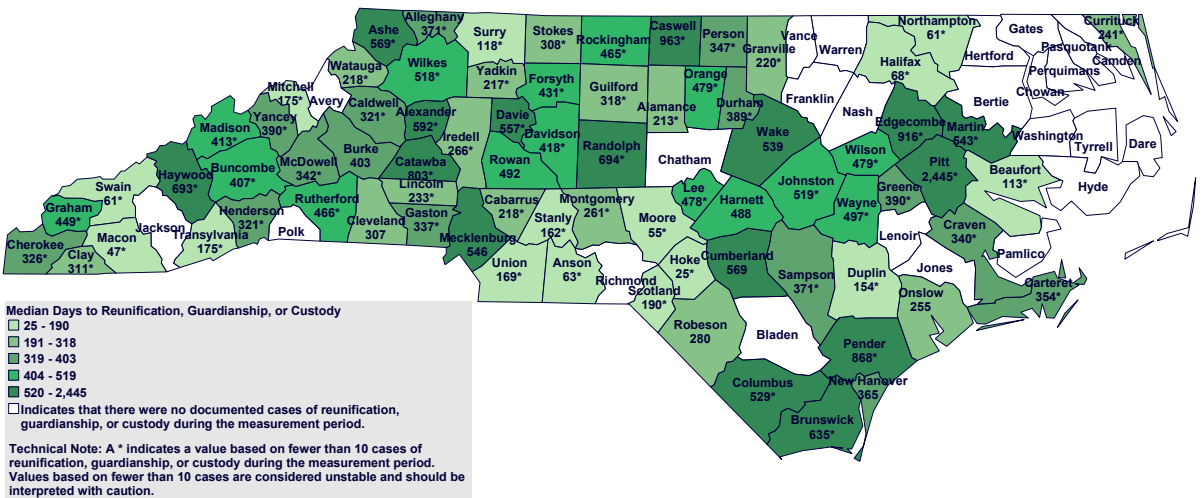 Alleghany
371*
Ashe
569*
Surry
118*
Stokes
308*
Rockingham
465*
Caswell
963*
Person
347*
Granville
220*
Vance
Warren
Northampton
61*
Gates
Hertford
Currituck
241*
Pasquotank
Camden
Perquimans
Chowan
Halifax
68*
Watauga
218*
Wilkes
518*
Yadkin
217*
Forsyth
431*
Guilford
318*
Alamance
213*
Orange
479*
Durham
389*
Franklin
Nash
Bertie
Mitchell
175*
Avery
Yancey
390*
Caldwell
321*
Alexander
592*
Iredell
266*
Davie
557*
Davidson
418*
Randolph
694*
Chatham
Wake
539
Edgecombe
916*
Martin
543*
Washington
Tyrrell
Dare
Madison
413*
Buncombe
407*
McDowell
342*
Burke
403
Catawba
803*
Rowan
492
Wilson
479*
Pitt
2,445*
Beaufort
113*
Hyde
Haywood
693*
Swain
61*
Graham
449*
Jackson
Henderson
321*
Transylvania
175*
Polk
Rutherford
466*
Cleveland
307
Lincoln
233*
Gaston
337*
Mecklenburg
546
Cabarrus
218*
Stanly
162*
Montgomery
261*
Moore
55*
Lee
478*
Harnett
488
Johnston
519*
Wayne
497*
Greene
390*
Lenoir
Craven
340*
Pamlico
Jones
Carteret
354*
Cherokee
326*
Clay
311*
Macon
47*
Union
169*
Anson
63*
Richmond
Scotland
190*
Hoke
25*
Cumberland
569
Sampson
371*
Duplin
154*
Onslow
255
Robeson
280
Bladen
Pender
868*
Columbus
529*
New Hanover
365
Brunswick
635*
Median Days to Reunification, Guardianship, or Custody
25 - 190
191 - 318
319 - 403
404 - 519
520 - 2,445
Indicates that there were no documented cases of reunification,
guardianship, or custody during the measurement period.
Technical Note: A * indicates a value based on fewer than 10 cases of
reunification, guardianship, or custody during the measurement period.
Values based on fewer than 10 cases are considered unstable and should be
interpreted with caution.